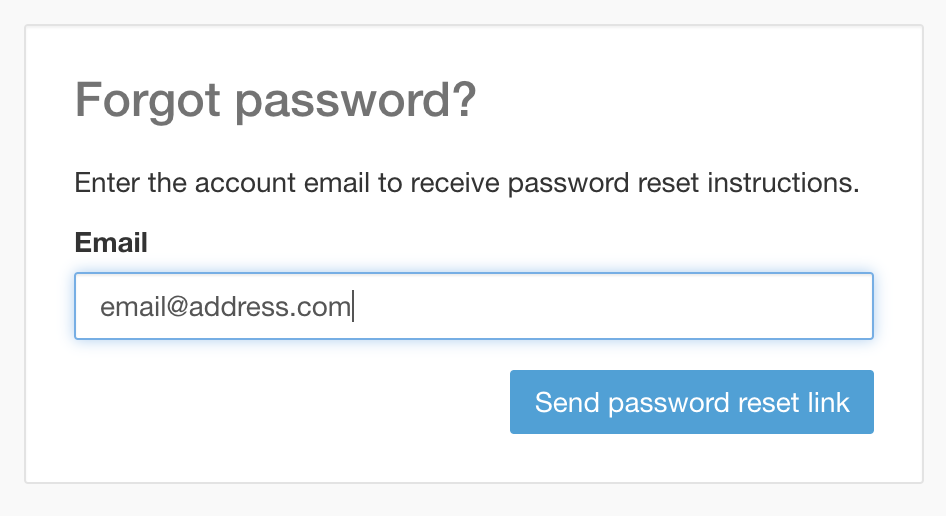 Forgot password?
Enter the account email to receive password reset instructions.
Email
email@address.com
Send password reset link